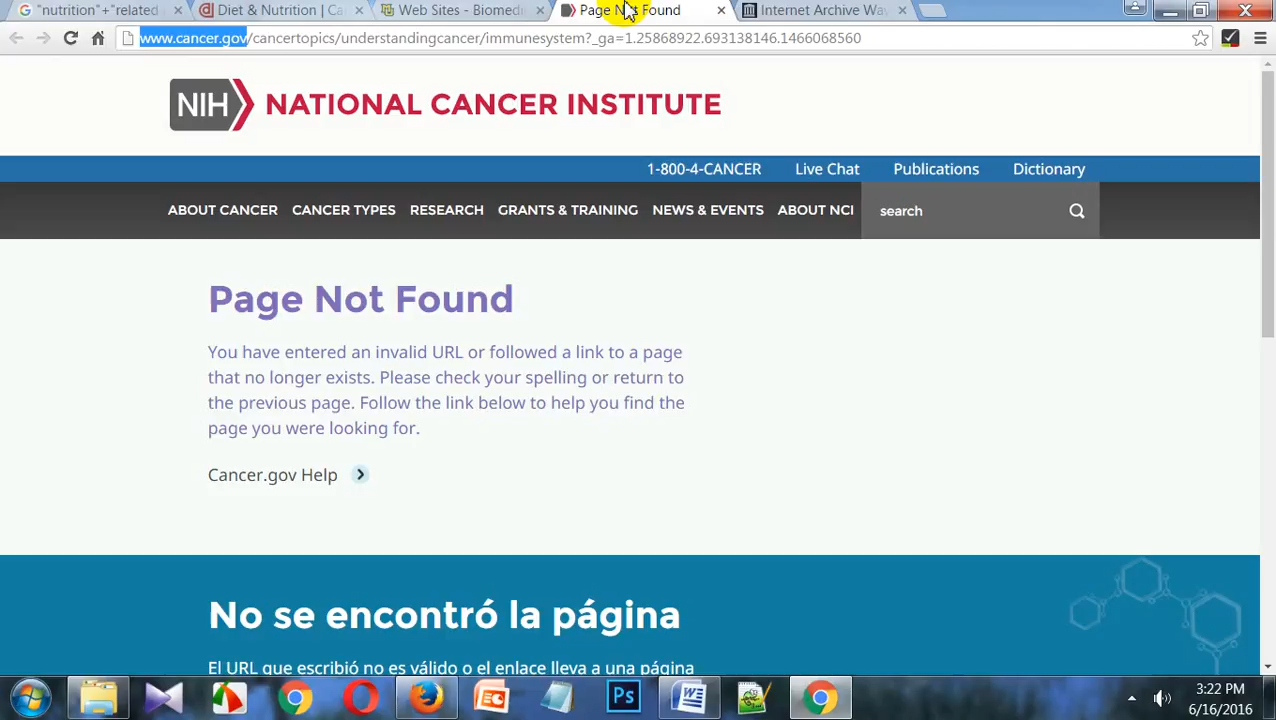 "nutrition"+"related
Diet & Nutrition | Ca
Web Sites - Biomed
Page Not Found
Internet Archive Wa
www.cancer.gov/cancertopics/understandingcancer/immunesystem?_ga=1.25868922.693138146.1466068560
NIH NATIONAL CANCER INSTITUTE
1-800-4-CANCER Live Chat Publications Dictionary
ABOUT CANCER CANCER TYPES RESEARCH GRANTS & TRAINING NEWS & EVENTS ABOUT NCI search
Page Not Found
You have entered an invalid URL or followed a link to a page
that no longer exists. Please check your spelling or return to
the previous page. Follow the link below to help you find the
page you were looking for.
Cancer.gov Help
No se encontró la página
El URL que escribió no es válido o el enlace lleva a una página
Ps
3:22 PM
6/16/2016